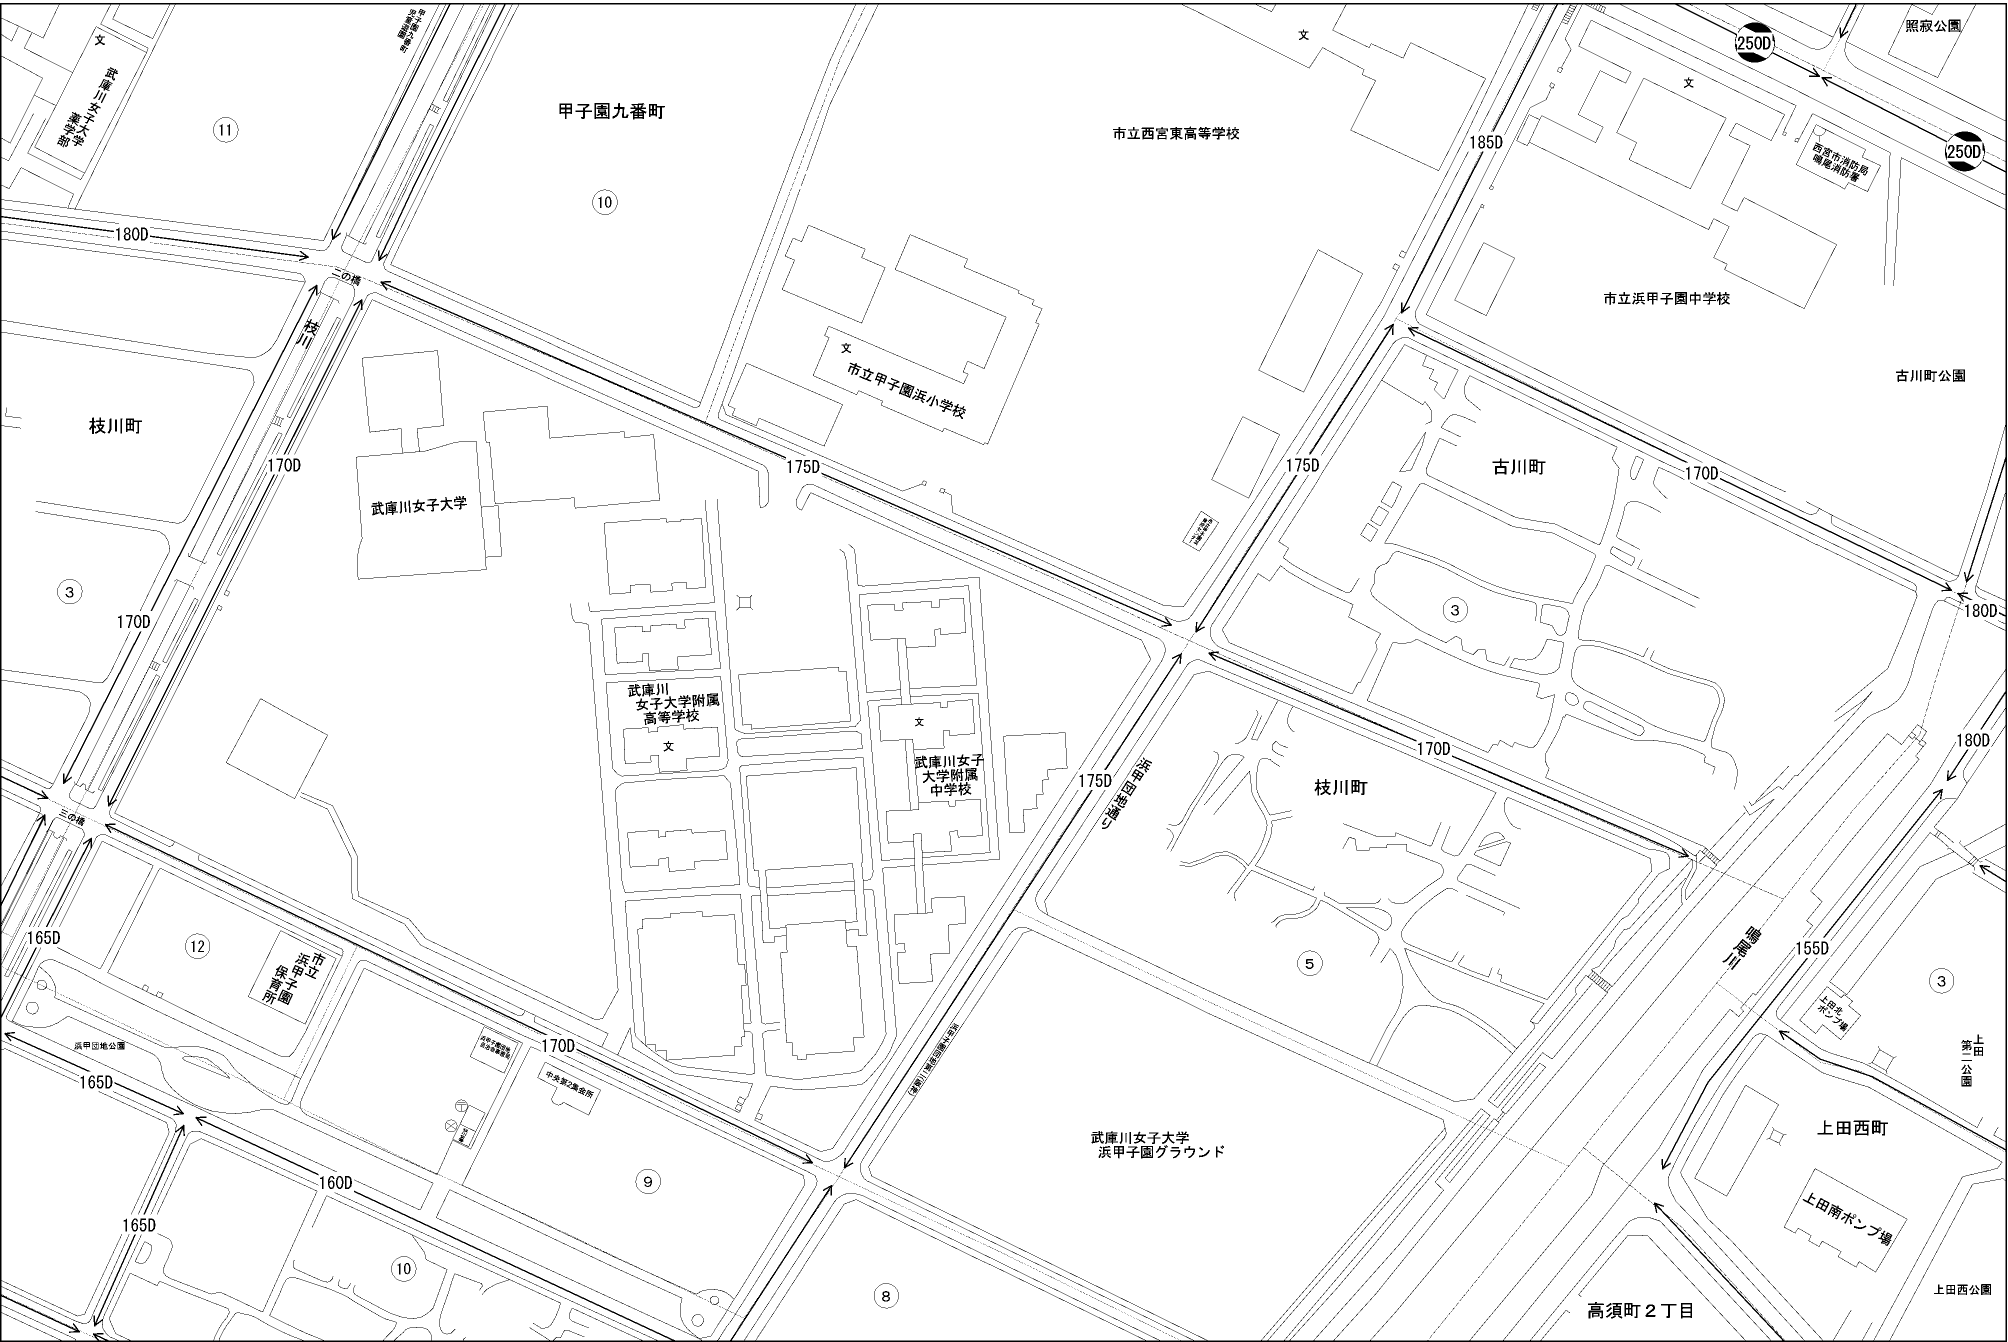 文
武庫川女子大学
薬学部
11
甲子園九番町
10
文
市立西宮東高等学校
185D
250D
照寂公園
文
250D
西宮市消防局
鳴尾消防署
180D
二の橋
枝川
市立浜甲子園中学校
古川町公園
文
市立甲子園浜小学校
枝川町
170D
175D
175D
古川町
170D
武庫川女子大学
3
170D
3
180D
武庫川
女子大学附属
高等学校
文
文
武庫川女子
大学附属
中学校
175D
浜甲団地通り
170D
枝川町
180D
三の橋
165D
12
市立
浜甲子園
保育所
5
鳴尾川
155D
3
上田北
ポンプ場
上田
第二公園
浜甲団地公園
170D
165D
中央第2集会所
160D
9
武庫川女子大学
浜甲子園グラウンド
上田西町
165D
10
8
上田南ポンプ場
上田西公園
高須町2丁目